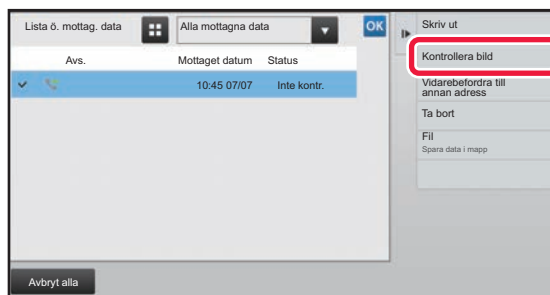 Lista ö. mottag. data
Alla mottagna data
OK
Skriv ut
Kontrollera bild
Vidarebefordra till
annan adress
Ta bort
Fil
Spara data i mapp
Avs.
Mottaget datum
Status
10:45 07/07
Inte kontr.
Avbryt alla